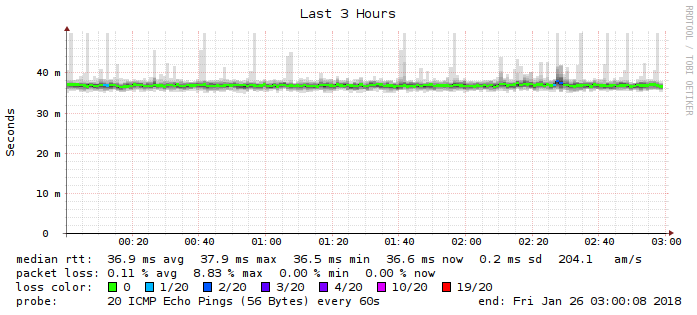 Last 3 Hours
RRDTOOL / TOBI OETIKER
Seconds
40 m
30 m
20 m
10 m
0
00:20 00:40 01:00 01:20 01:40 02:00 02:20 02:40 03:00
median rtt: 36.9 ms avg 37.9 ms max 36.5 ms min 36.6 ms now 0.2 ms sd 204.1 am/s
packet loss: 0.11 % avg 8.83 % max 0.00 % min 0.00 % now
loss color: 0 1/20 2/20 3/20 4/20 10/20 19/20
probe: 20 ICMP Echo Pings (56 Bytes) every 60s end: Fri Jan 26 03:00:08 2018